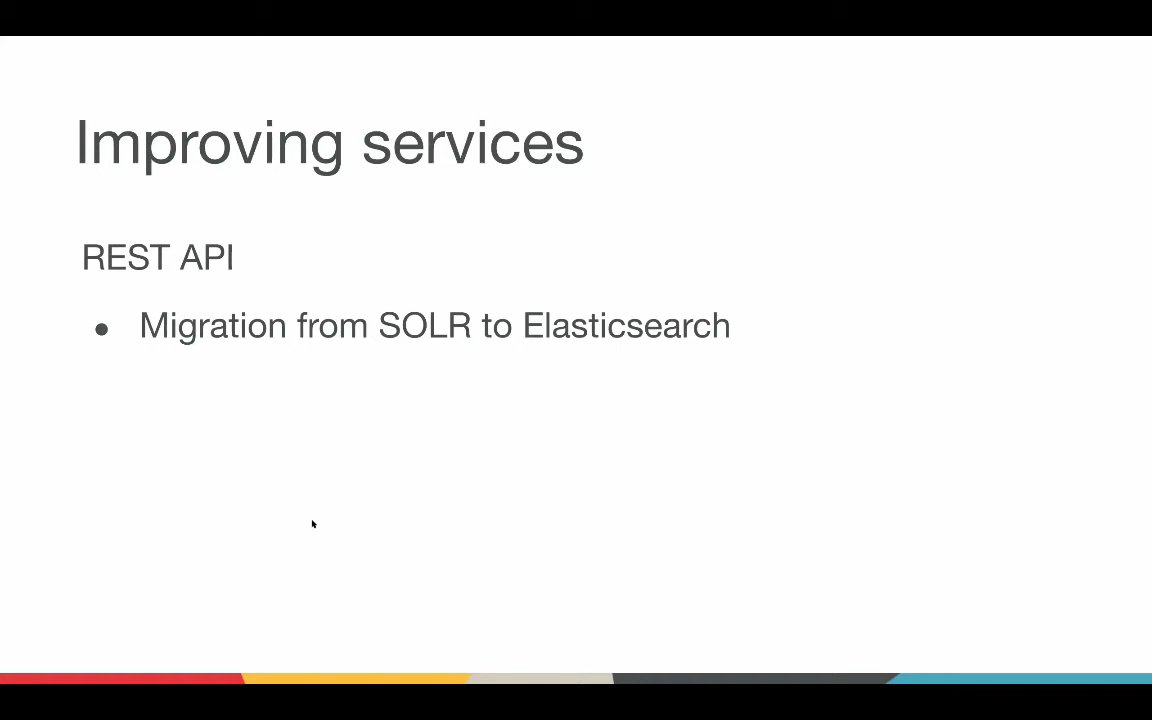 Improving services
REST API
● Migration from SOLR to Elasticsearch